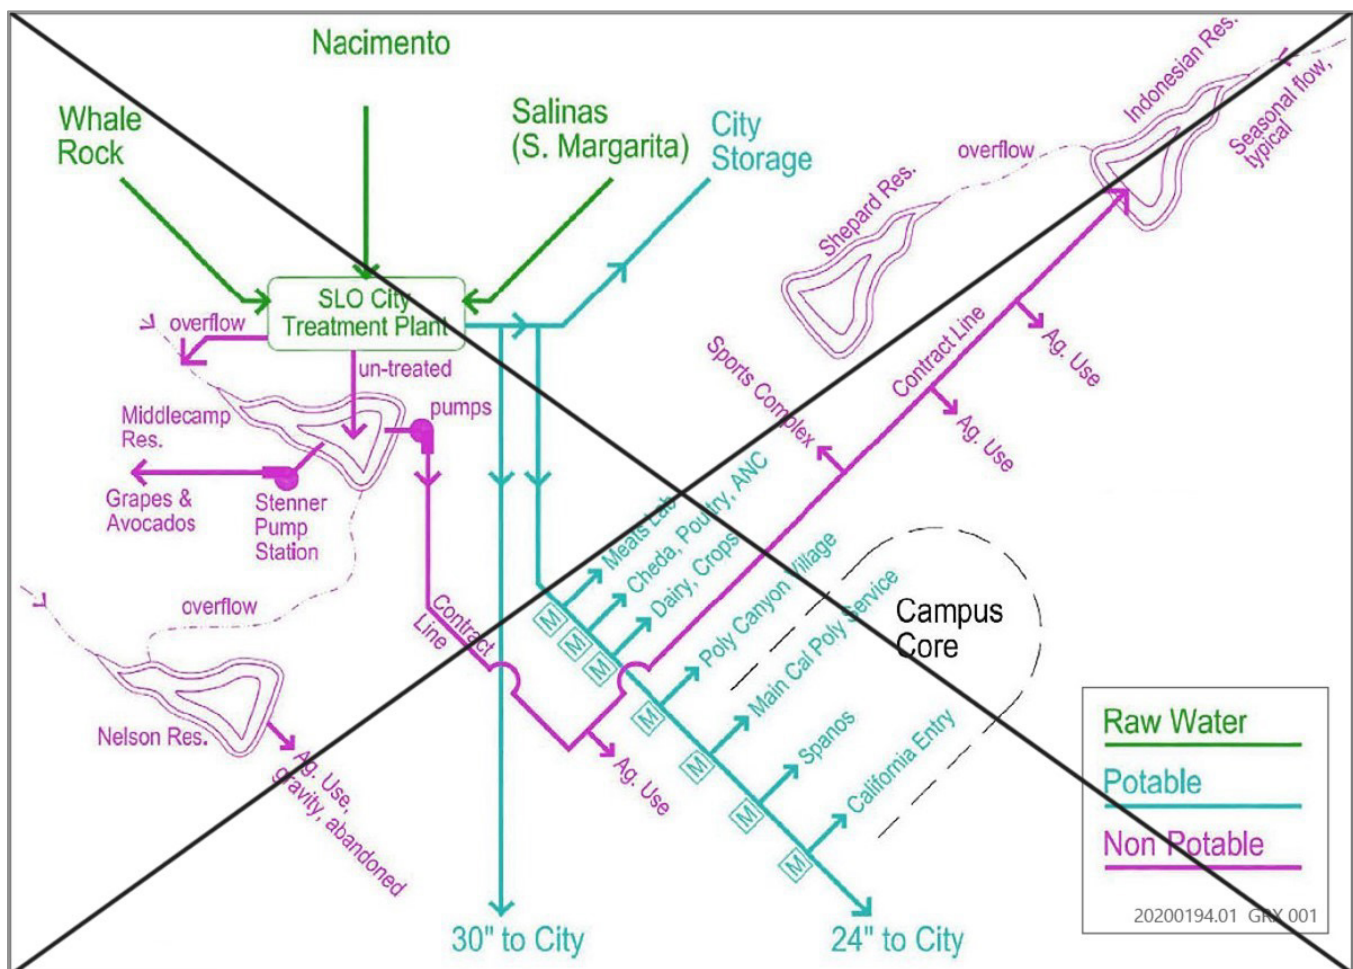 Nacimento
Whale
Rock
Salinas
(S. Margarita)
City
Storage
Indonesian Res.
Seasonal flow,
typical
overflow
Shepard Res.
SLO City
Treatment Plant
overflow
un-treated
Middlecamp
Res.
pumps
Grapes &
Avocados
Stenner
Pump
Station
Sports Complex
Contract Line
Ag. Use
Ag. Use
overflow
Contract
Line
Meats Lab
Cheda, Poultry, ANC
Dairy, Crops
Poly Canyon Village
Main Cal Poly Service
Spanos
California Entry
M
M
M
M
M
M
M
Campus
Core
Nelson Res.
Ag. Use,
gravity, abandoned
Ag. Use
30" to City
24" to City
Raw Water
Potable
Non Potable
20200194.01 GRX 001